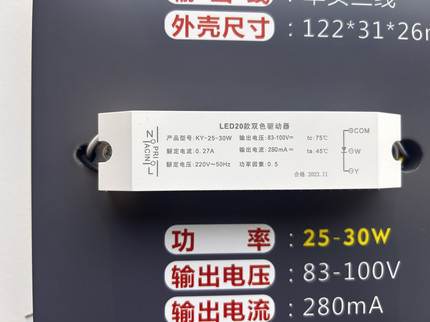 外壳尺寸：122*31*26m
LED20款双色驱动器
产品型号：KY-25-30W 输出电压：83-100V⎓ tc:75℃
额定电流：0.27A 输出电流：280mA⎓ ta:45℃
额定电压：220V～50Hz 功率因素：0.5
合格 2022.11
N
ACIN
PRI
L
COM
W
Y
功率：25-30W
输出电压：83-100V
输出电流：280mA